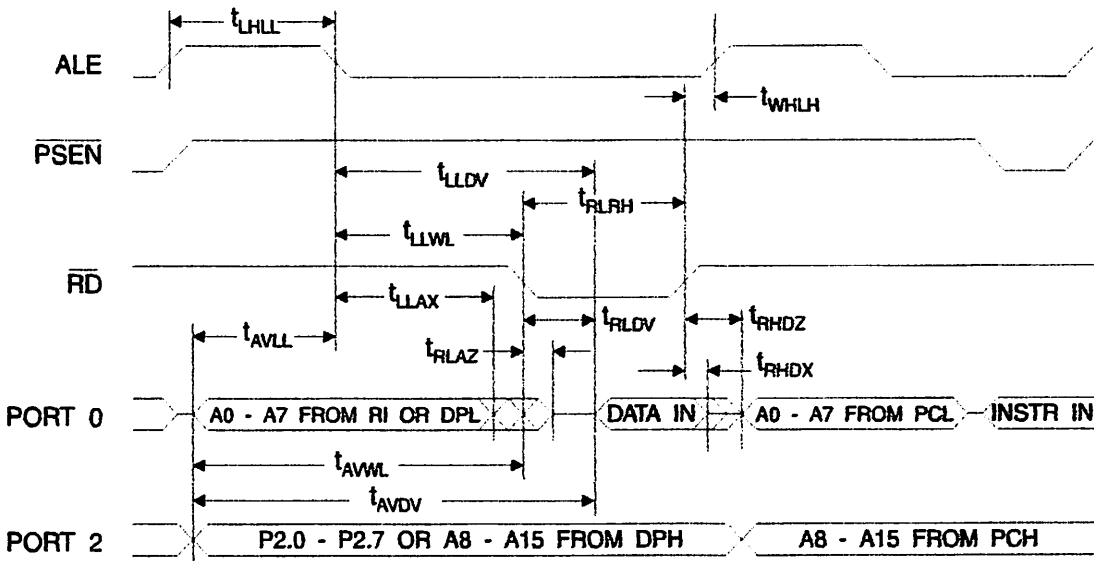 tLHLL
ALE
tWHLH
PSEN
tLLDV
tRLRH
tLLWL
RD
tLLAX
tAVLL
tRLDV
tRHDZ
tRLAZ
tRHDX
PORT 0
A0 - A7 FROM RI OR DPL
DATA IN
A0 - A7 FROM PCL
INSTR IN
tAVWL
tAVDV
PORT 2
P2.0 - P2.7 OR A8 - A15 FROM DPH
A8 - A15 FROM PCH